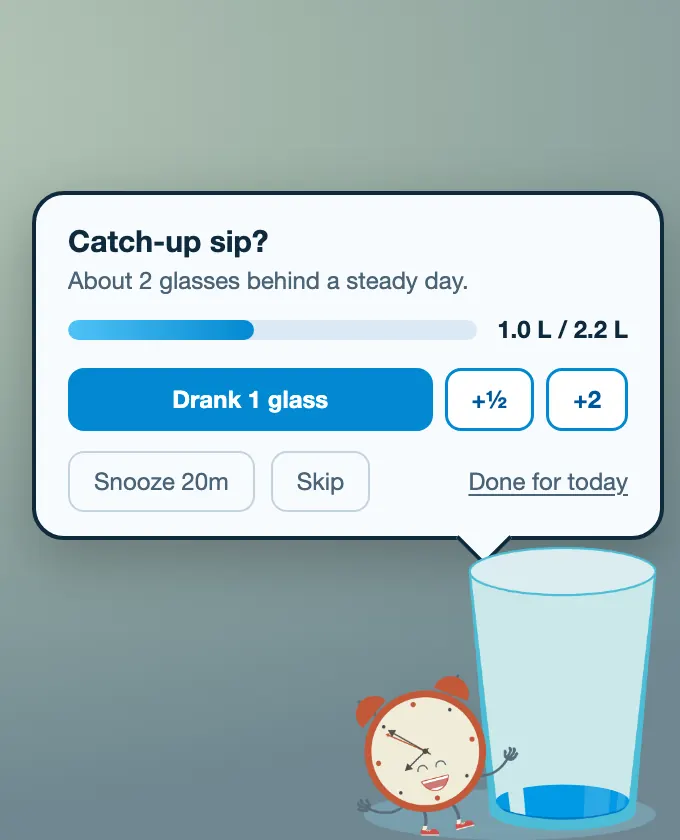 Catch-up sip?
About 2 glasses behind a steady day.
1.0 L / 2.2 L
Drank 1 glass
+½
+2
Snooze 20m
Skip
Done for today